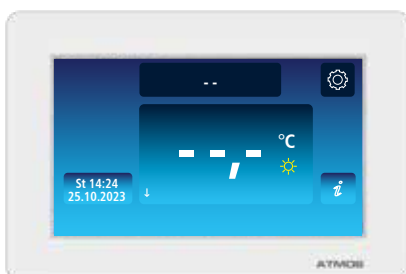 --
--,-
°C
St 14:24
25.10.2023
↓
i
ATMOS